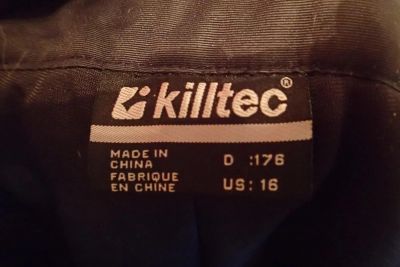 killtec®
MADE IN
CHINA
FABRIQUE
EN CHINE
D :176
US: 16